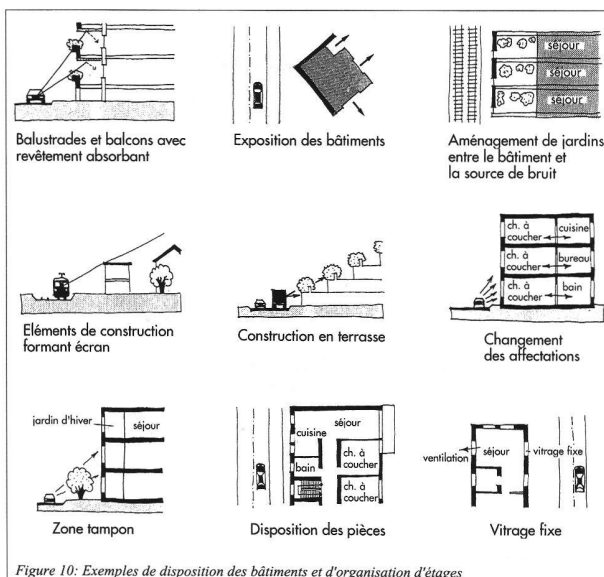 séjour
séjour
séjour
Balustrades et balcons avec
revêtement absorbant
Exposition des bâtiments
Aménagement de jardins
entre le bâtiment et
la source de bruit
ch. à
coucher
cuisine
ch. à
coucher
bureau
ch. à
coucher
bain
Eléments de construction
formant écran
Construction en terrasse
Changement
des affectations
jardin d'hiver
séjour
séjour
cuisine
bain
ch. à
coucher
ch. à
coucher
séjour
ventilation
vitrage fixe
Zone tampon
Disposition des pièces
Vitrage fixe
Figure 10: Exemples de disposition des bâtiments et d'organisation d'étages